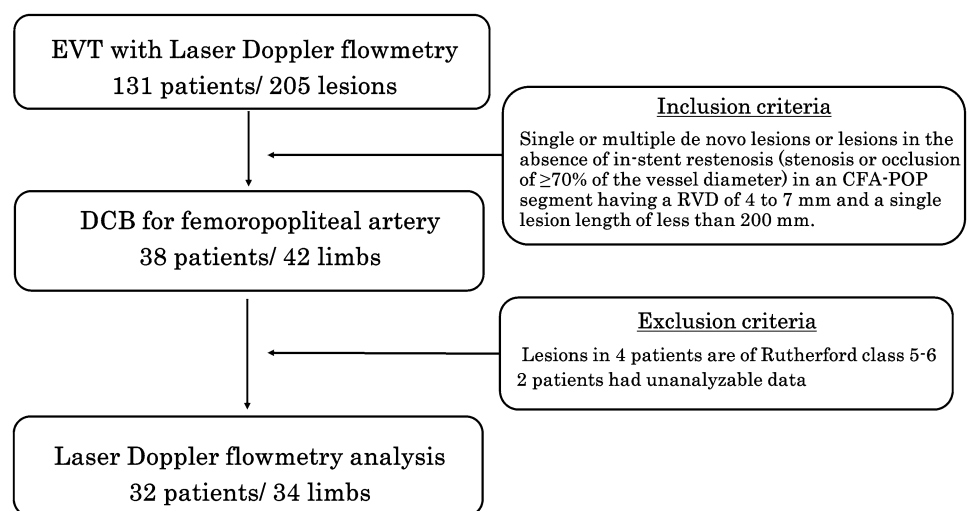 EVT with Laser Doppler flowmetry
131 patients/ 205 lesions
Inclusion criteria
Single or multiple de novo lesions or lesions in the
absence of in-stent restenosis (stenosis or occlusion
of ≥70% of the vessel diameter) in an CFA-POP
segment having a RVD of 4 to 7 mm and a single
lesion length of less than 200 mm.
DCB for femoropopliteal artery
38 patients/ 42 limbs
Exclusion criteria
Lesions in 4 patients are of Rutherford class 5-6
2 patients had unanalyzable data
Laser Doppler flowmetry analysis
32 patients/ 34 limbs